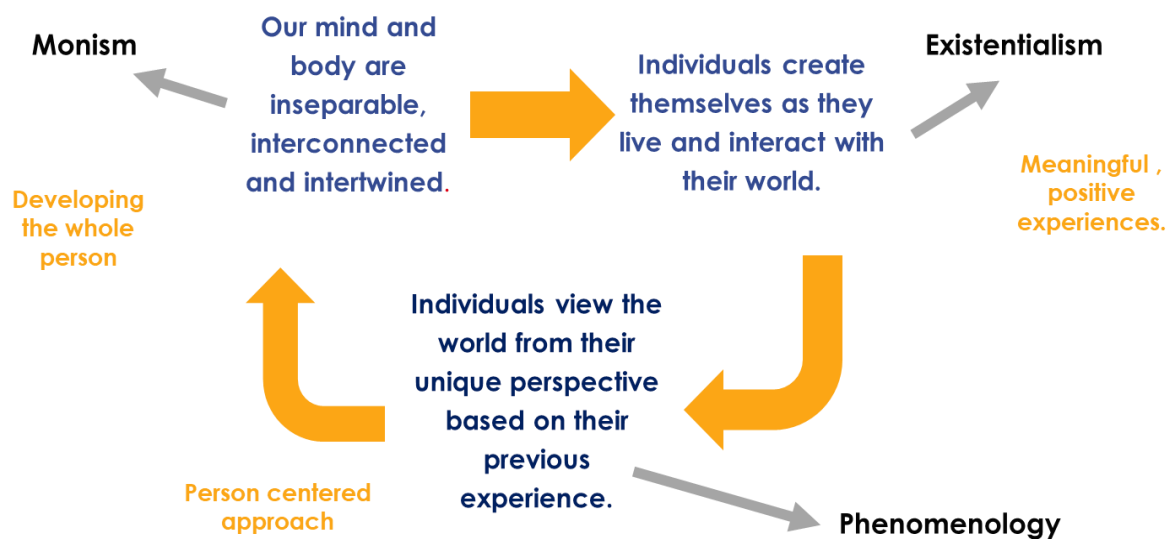 Monism
Our mind and
body are
inseparable,
interconnected
and intertwined.
Individuals create
themselves as they
live and interact with
their world.
Existentialism
Developing
the whole
person
Meaningful ,
positive
experiences.
Individuals view the
world from their
unique perspective
based on their
previous
experience.
Person centered
approach
Phenomenology